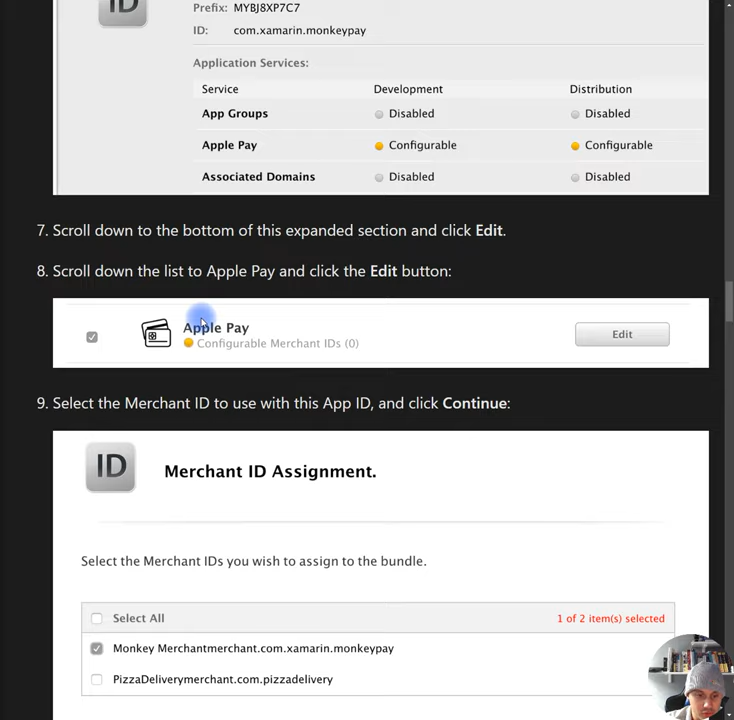 ID
Prefix: MYBJ8XP7C7
ID: com.xamarin.monkeypay
Application Services:
Service Development Distribution
App Groups Disabled Disabled
Apple Pay Configurable Configurable
Associated Domains Disabled Disabled
7. Scroll down to the bottom of this expanded section and click Edit.
8. Scroll down the list to Apple Pay and click the Edit button:
Apple Pay
Configurable Merchant IDs (0)
Edit
9. Select the Merchant ID to use with this App ID, and click Continue:
ID
Merchant ID Assignment.
Select the Merchant IDs you wish to assign to the bundle.
Select All 1 of 2 item(s) selected
Monkey Merchantmerchant.com.xamarin.monkeypay
PizzaDeliverymerchant.com.pizzadelivery